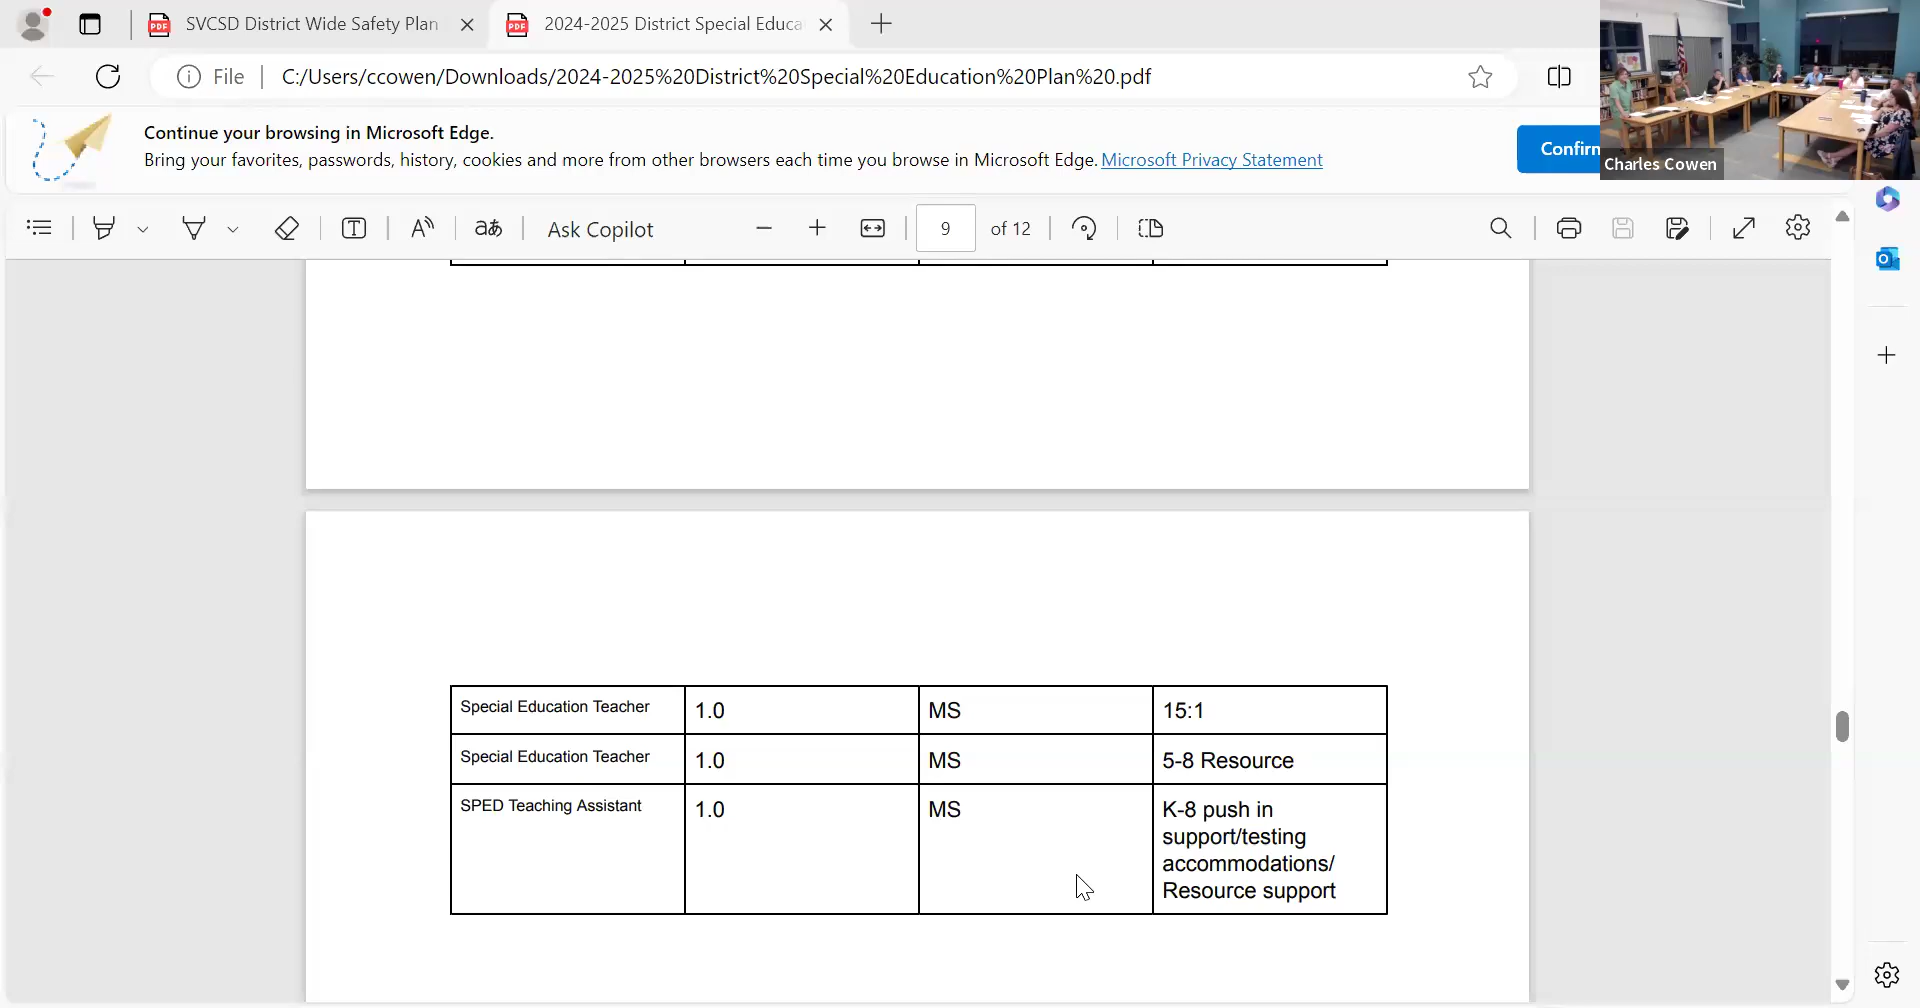 SVCSD District Wide Safety Plan
2024-2025 District Special Educa
File
C:/Users/ccowen/Downloads/2024-2025%20District%20Special%20Education%20Plan%20.pdf
Continue your browsing in Microsoft Edge.
Bring your favorites, passwords, history, cookies and more from other browsers each time you browse in Microsoft Edge. Microsoft Privacy Statement
Confirm
Charles Cowen
Ask Copilot
9 of 12
Special Education Teacher 1.0 MS 15:1
Special Education Teacher 1.0 MS 5-8 Resource
SPED Teaching Assistant 1.0 MS K-8 push in
support/testing
accommodations/
Resource support